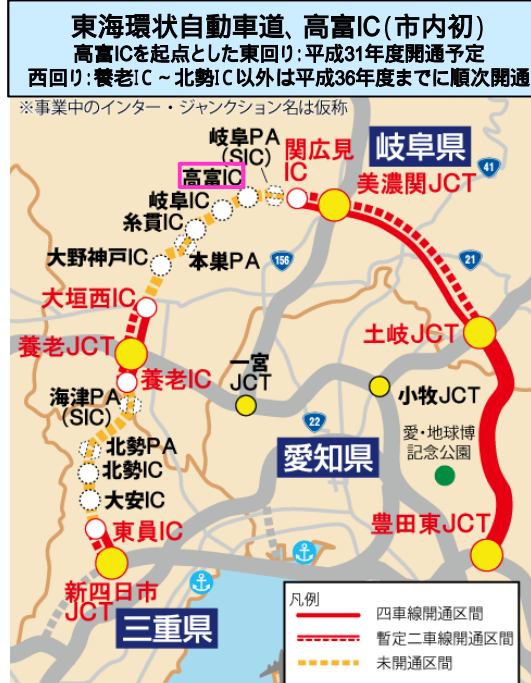 東海環状自動車道、高富IC(市内初)
高富ICを起点とした東回り:平成31年度開通予定
西回り:養老IC~北勢IC以外は平成36年度までに順次開通
※事業中のインター・ジャンクション名は仮称
岐阜PA
(SIC)
関広見
IC
岐阜県
高富IC
美濃関JCT
41
岐阜IC
糸貫IC
大野神戸IC
本巣PA
156
21
大垣西IC
土岐JCT
養老JCT
一宮
JCT
養老IC
小牧JCT
海津PA
(SIC)
22
愛・地球博
記念公園
北勢PA
愛知県
北勢IC
大安IC
東員IC
豊田東JCT
新四日市
JCT
三重県
凡例
四車線開通区間
暫定二車線開通区間
未開通区間